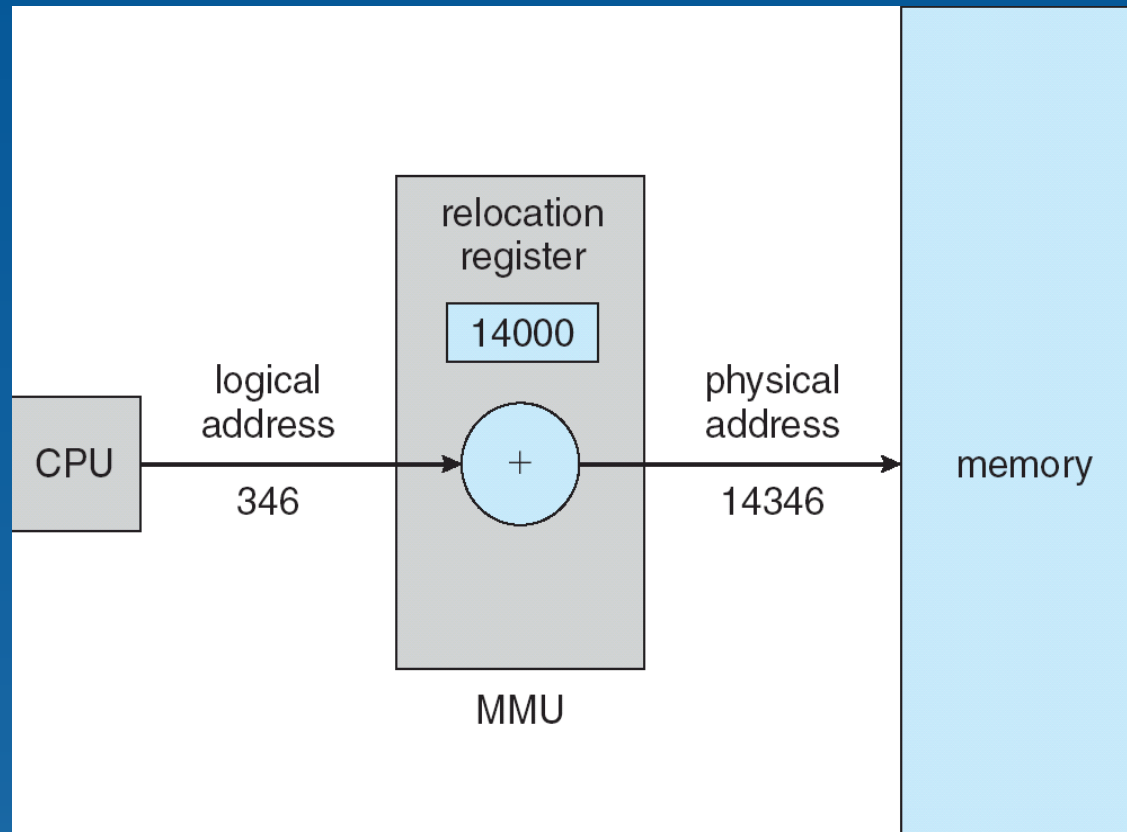 relocation
register
14000
logical
address
physical
address
CPU
+
memory
346
14346
MMU